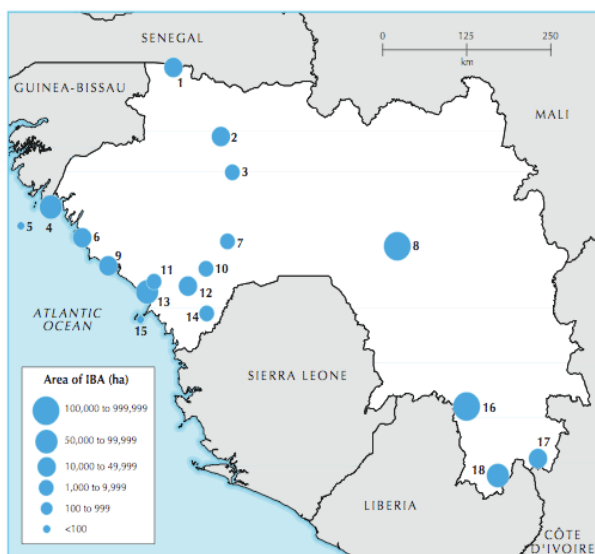 SENEGAL
0 125 250
km
1
GUINEA-BISSAU
MALI
2
3
4
5
6
7
8
9
10
11
12
13
14
15
ATLANTIC
OCEAN
SIERRA LEONE
Area of IBA (ha)
100,000 to 999,999
50,000 to 99,999
10,000 to 49,999
1,000 to 9,999
100 to 999
<100
16
17
18
LIBERIA
CÔTE
D'IVOIRE